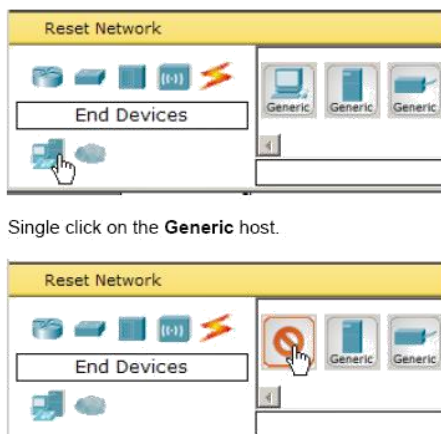 Reset Network
Generic Generic Generic
End Devices
Single click on the Generic host.
Reset Network
Generic Generic
End Devices